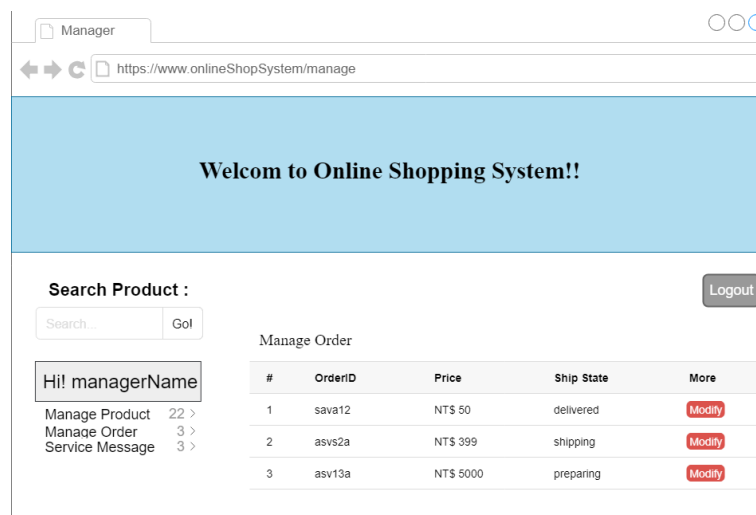 Manager
https://www.onlineShopSystem/manage
Welcom to Online Shopping System!!
Search Product :
Search...
Go!
Logout
Hi! managerName
Manage Product 22 >
Manage Order 3 >
Service Message 3 >
Manage Order
# OrderID Price Ship State More
1 sava12 NT$ 50 delivered Modify
2 asvs2a NT$ 399 shipping Modify
3 asv13a NT$ 5000 preparing Modify